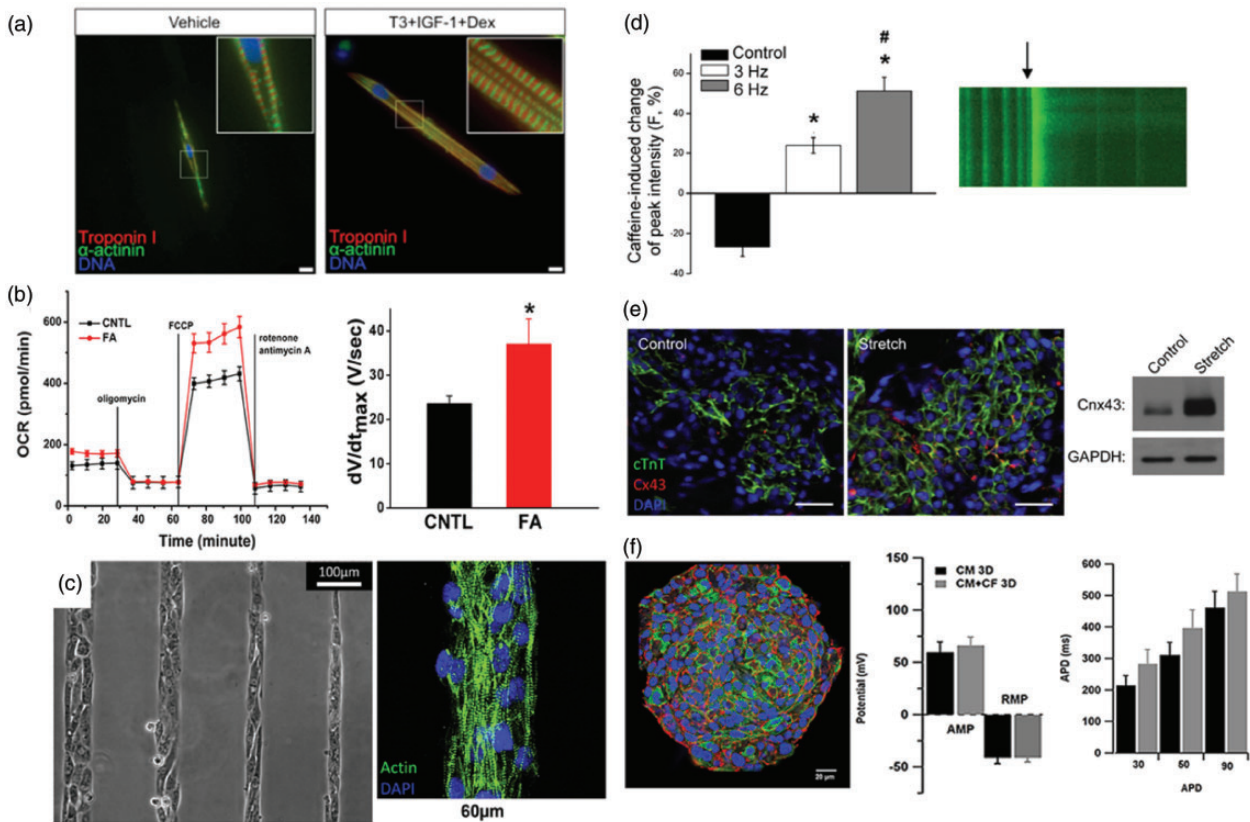 (a)
Vehicle
T3+IGF-1+Dex
Troponin I
α-actinin
DNA
Troponin I
α-actinin
DNA
(b)
OCR (pmol/min)
600
400
200
0
CNTL
FA
oligomycin
FCCP
rotenone
antimycin A
0 20 40 60 80 100 120 140
Time (minute)
dV/dtmax (V/sec)
40
30
20
10
0
*
CNTL
FA
(c)
100μm
Actin
DAPI
60μm
(d)
Caffeine-induced change
of peak intensity (F, %)
60
40
20
0
-20
-40
Control
3 Hz
6 Hz
*
#
*
(e)
Control
cTnT
Cx43
DAPI
Stretch
Control
Stretch
Cnx43:
GAPDH:
(f)
20 μm
Potential (mV)
75
50
25
0
-50
AMP
RMP
CM 3D
CM+CF 3D
APD (ms)
600
500
400
300
200
100
0
30 50 90
APD